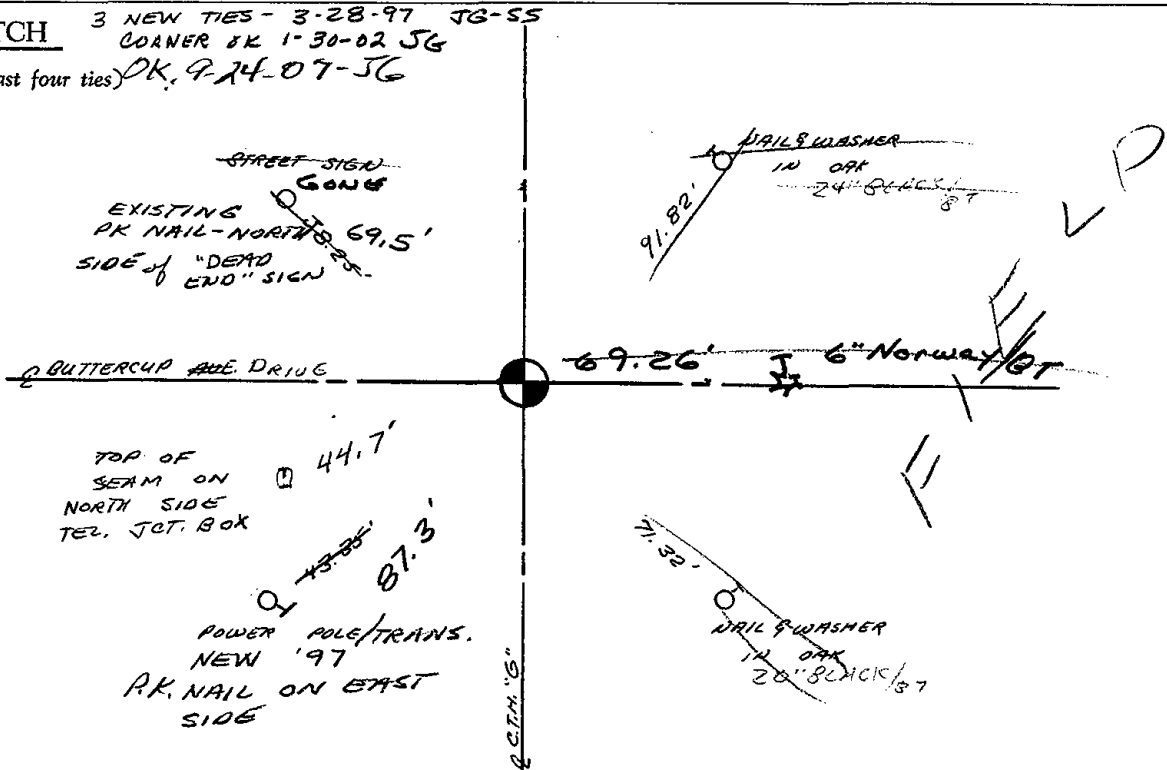 TCH
3 NEW TIES - 3-28-97 JG-SS
CORNER OK 1-30-02 JG
ast four ties) OK. 9-24-07-JG
STREET SIGN
GONE
EXISTING
PK NAIL-NORTH 69.5'
SIDE of "DEAD
END" SIGN
NAIL & WASHER
IN OAK
24" BLACK/
BT
91.82'
℄ BUTTERCUP AVE. DRIVE
69.26' 6" Norway/BT
TOP OF
SEAM ON
NORTH SIDE
TEL. JCT. BOX
44.7'
87.3'
POWER POLE/TRANS.
NEW '97
P.K. NAIL ON EAST
SIDE
71.32'
NAIL & WASHER
IN OAK
20" BLACK/BT
℄ C.T.H. "G"